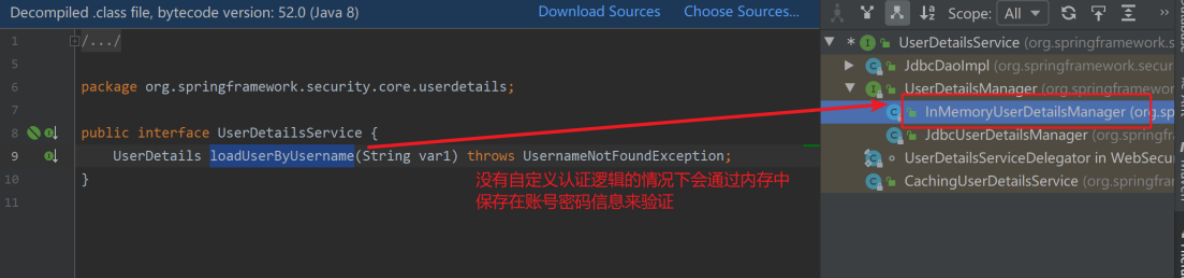 Decompiled .class file, bytecode version: 52.0 (Java 8)
Download Sources
Choose Sources...
Scope: All
1 /.../
5
6 package org.springframework.security.core.userdetails;
7
8 public interface UserDetailsService {
9 UserDetails loadUserByUsername(String var1) throws UsernameNotFoundException;
10 }
11
没有自定义认证逻辑的情况下会通过内存中
保存在账号密码信息来验证
* UserDetailsService (org.springframework.s
JdbcDaoImpl (org.springframework.secur
UserDetailsManager (org.springframework
InMemoryUserDetailsManager (org.sp
JdbcUserDetailsManager (org.springfr
UserDetailsServiceDelegator in WebSecu
CachingUserDetailsService (org.springfra